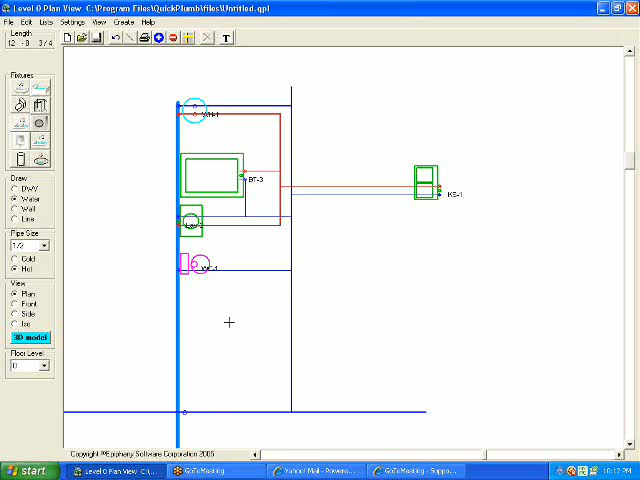 Level 0 Plan View C:\Program Files\QuickPlumb\files\Untitled.qpl
File Edit Lists Settings View Create Help
Length
12 - 8 3/4
T
Fixtures
Draw
DWV
Water
Wall
Line
Pipe Size
1/2
Cold
Hot
View
Plan
Front
Side
Iso
3D model
Floor Level
0
WH-1
BT-3
KS-1
Lav-2
Copyright ©Epiphany Software Corporation 2005
start
Level 0 Plan View C:\...
GoToMeeting
Yahoo! Mail - Powere...
GoToMeeting - Suppo...
10:12 PM